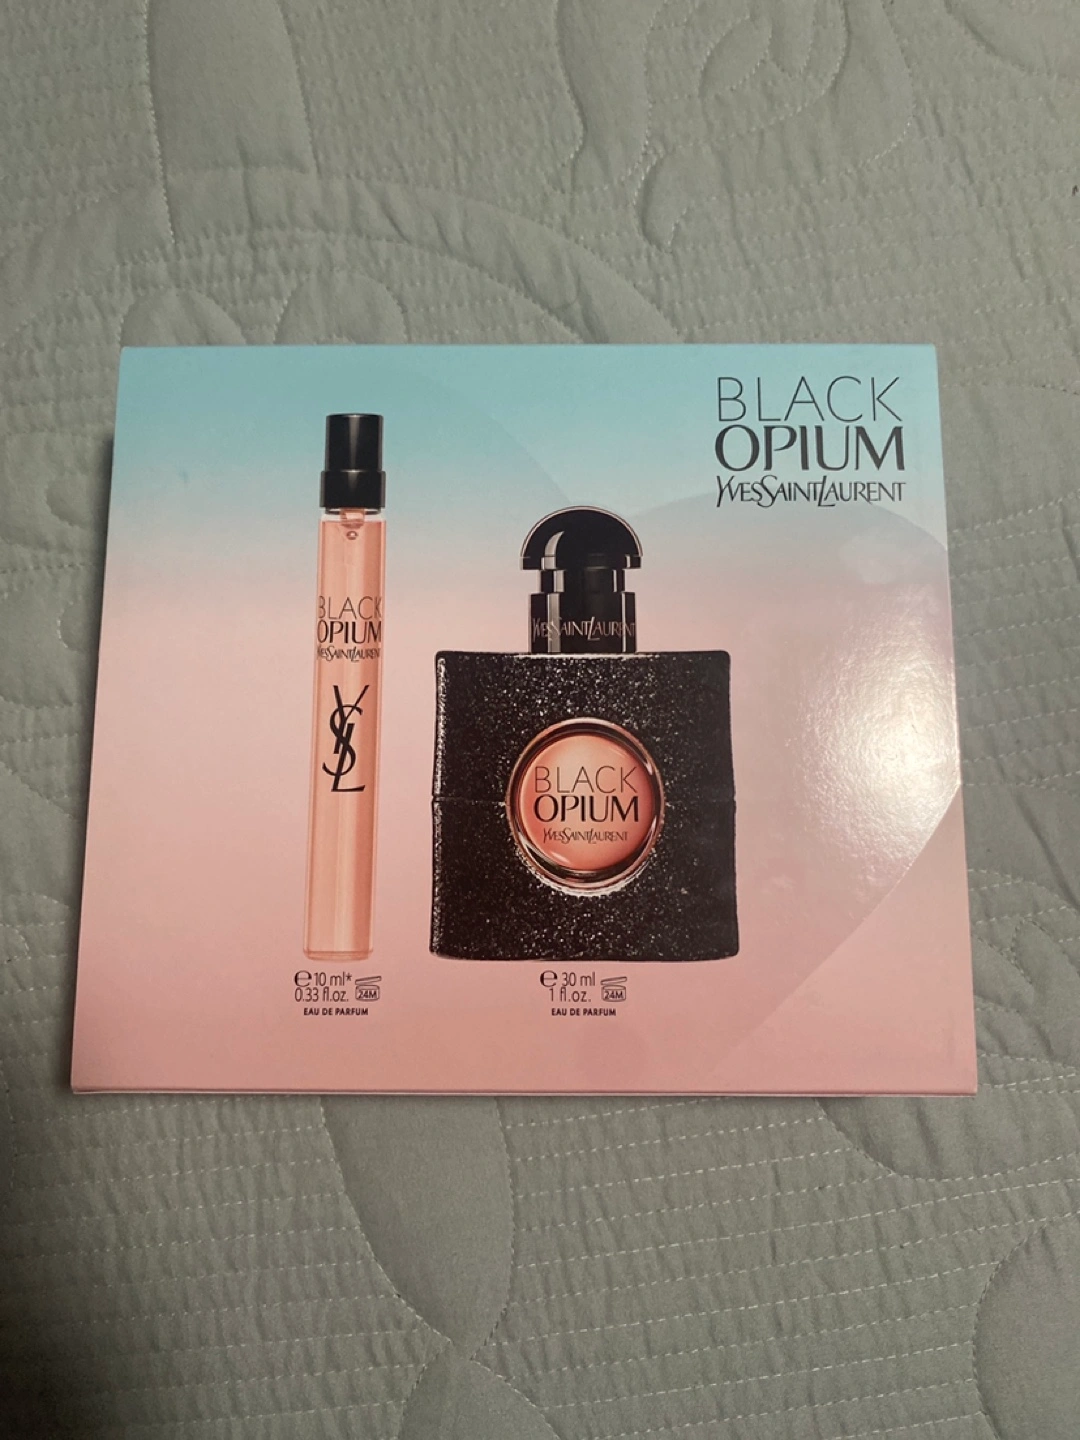 BLACK
OPIUM
YVESSAINTLAURENT
BLACK
OPIUM
YVESSAINTLAURENT
YSL
YVESSAINTLAURENT
BLACK
OPIUM
YVESSAINTLAURENT
e 10 ml*
0.33 fl.oz. 24M
EAU DE PARFUM
e 30 ml
1 fl.oz. 24M
EAU DE PARFUM